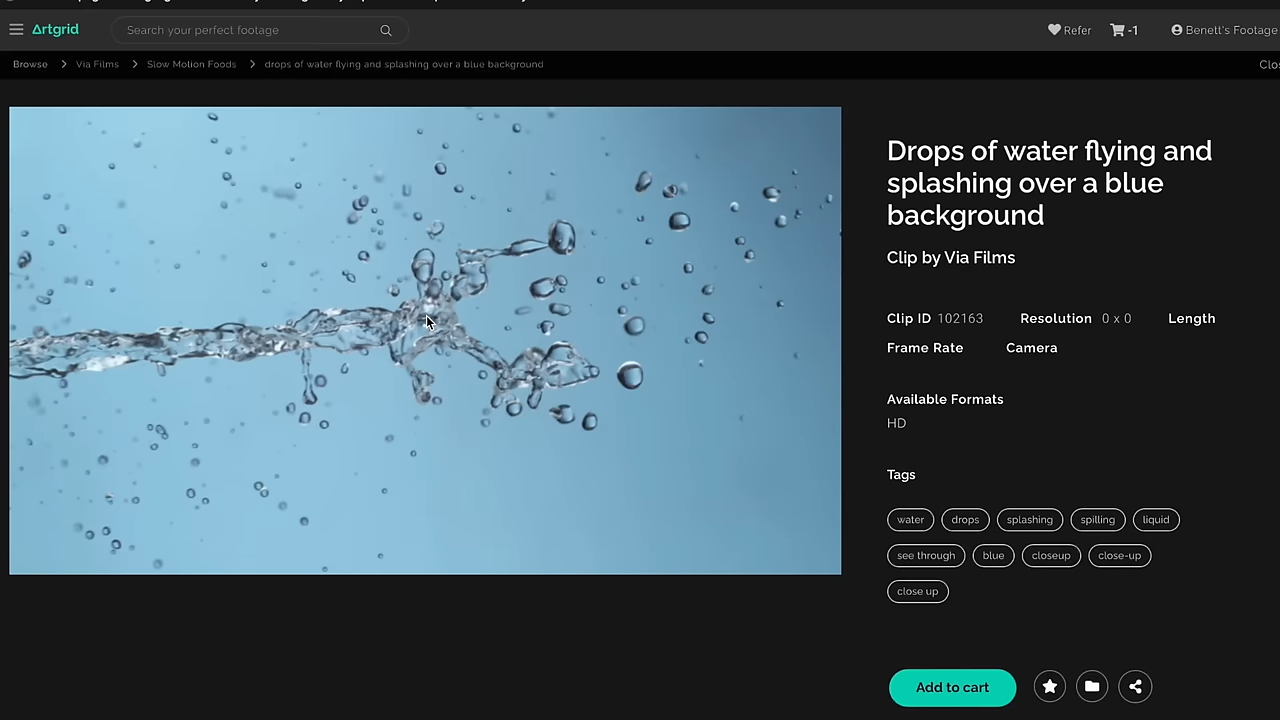 Artgrid
Search your perfect footage
Refer
-1
Benett's Footage
Browse
Via Films
Slow Motion Foods
drops of water flying and splashing over a blue background
Clos
Drops of water flying and
splashing over a blue
background
Clip by Via Films
Clip ID 102163 Resolution 0 x 0 Length
Frame Rate Camera
Available Formats
HD
Tags
water drops splashing spilling liquid
see through blue closeup close-up
close up
Add to cart